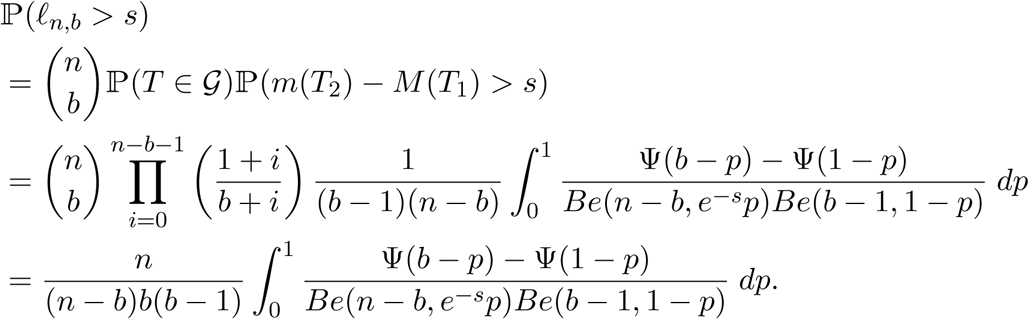 ℙ(ℓ_{n,b} > s)
= \binom{n}{b} ℙ(T ∈ 𝒢)ℙ(m(T_2) − M(T_1) > s)
= \binom{n}{b} \prod_{i=0}^{n−b−1} \left( \frac{1+i}{b+i} \right) \frac{1}{(b−1)(n−b)} \int_0^1 \frac{Ψ(b−p) − Ψ(1−p)}{Be(n−b, e^{−s}p)Be(b−1, 1−p)} dp
= \frac{n}{(n−b)b(b−1)} \int_0^1 \frac{Ψ(b−p) − Ψ(1−p)}{Be(n−b, e^{−s}p)Be(b−1, 1−p)} dp.